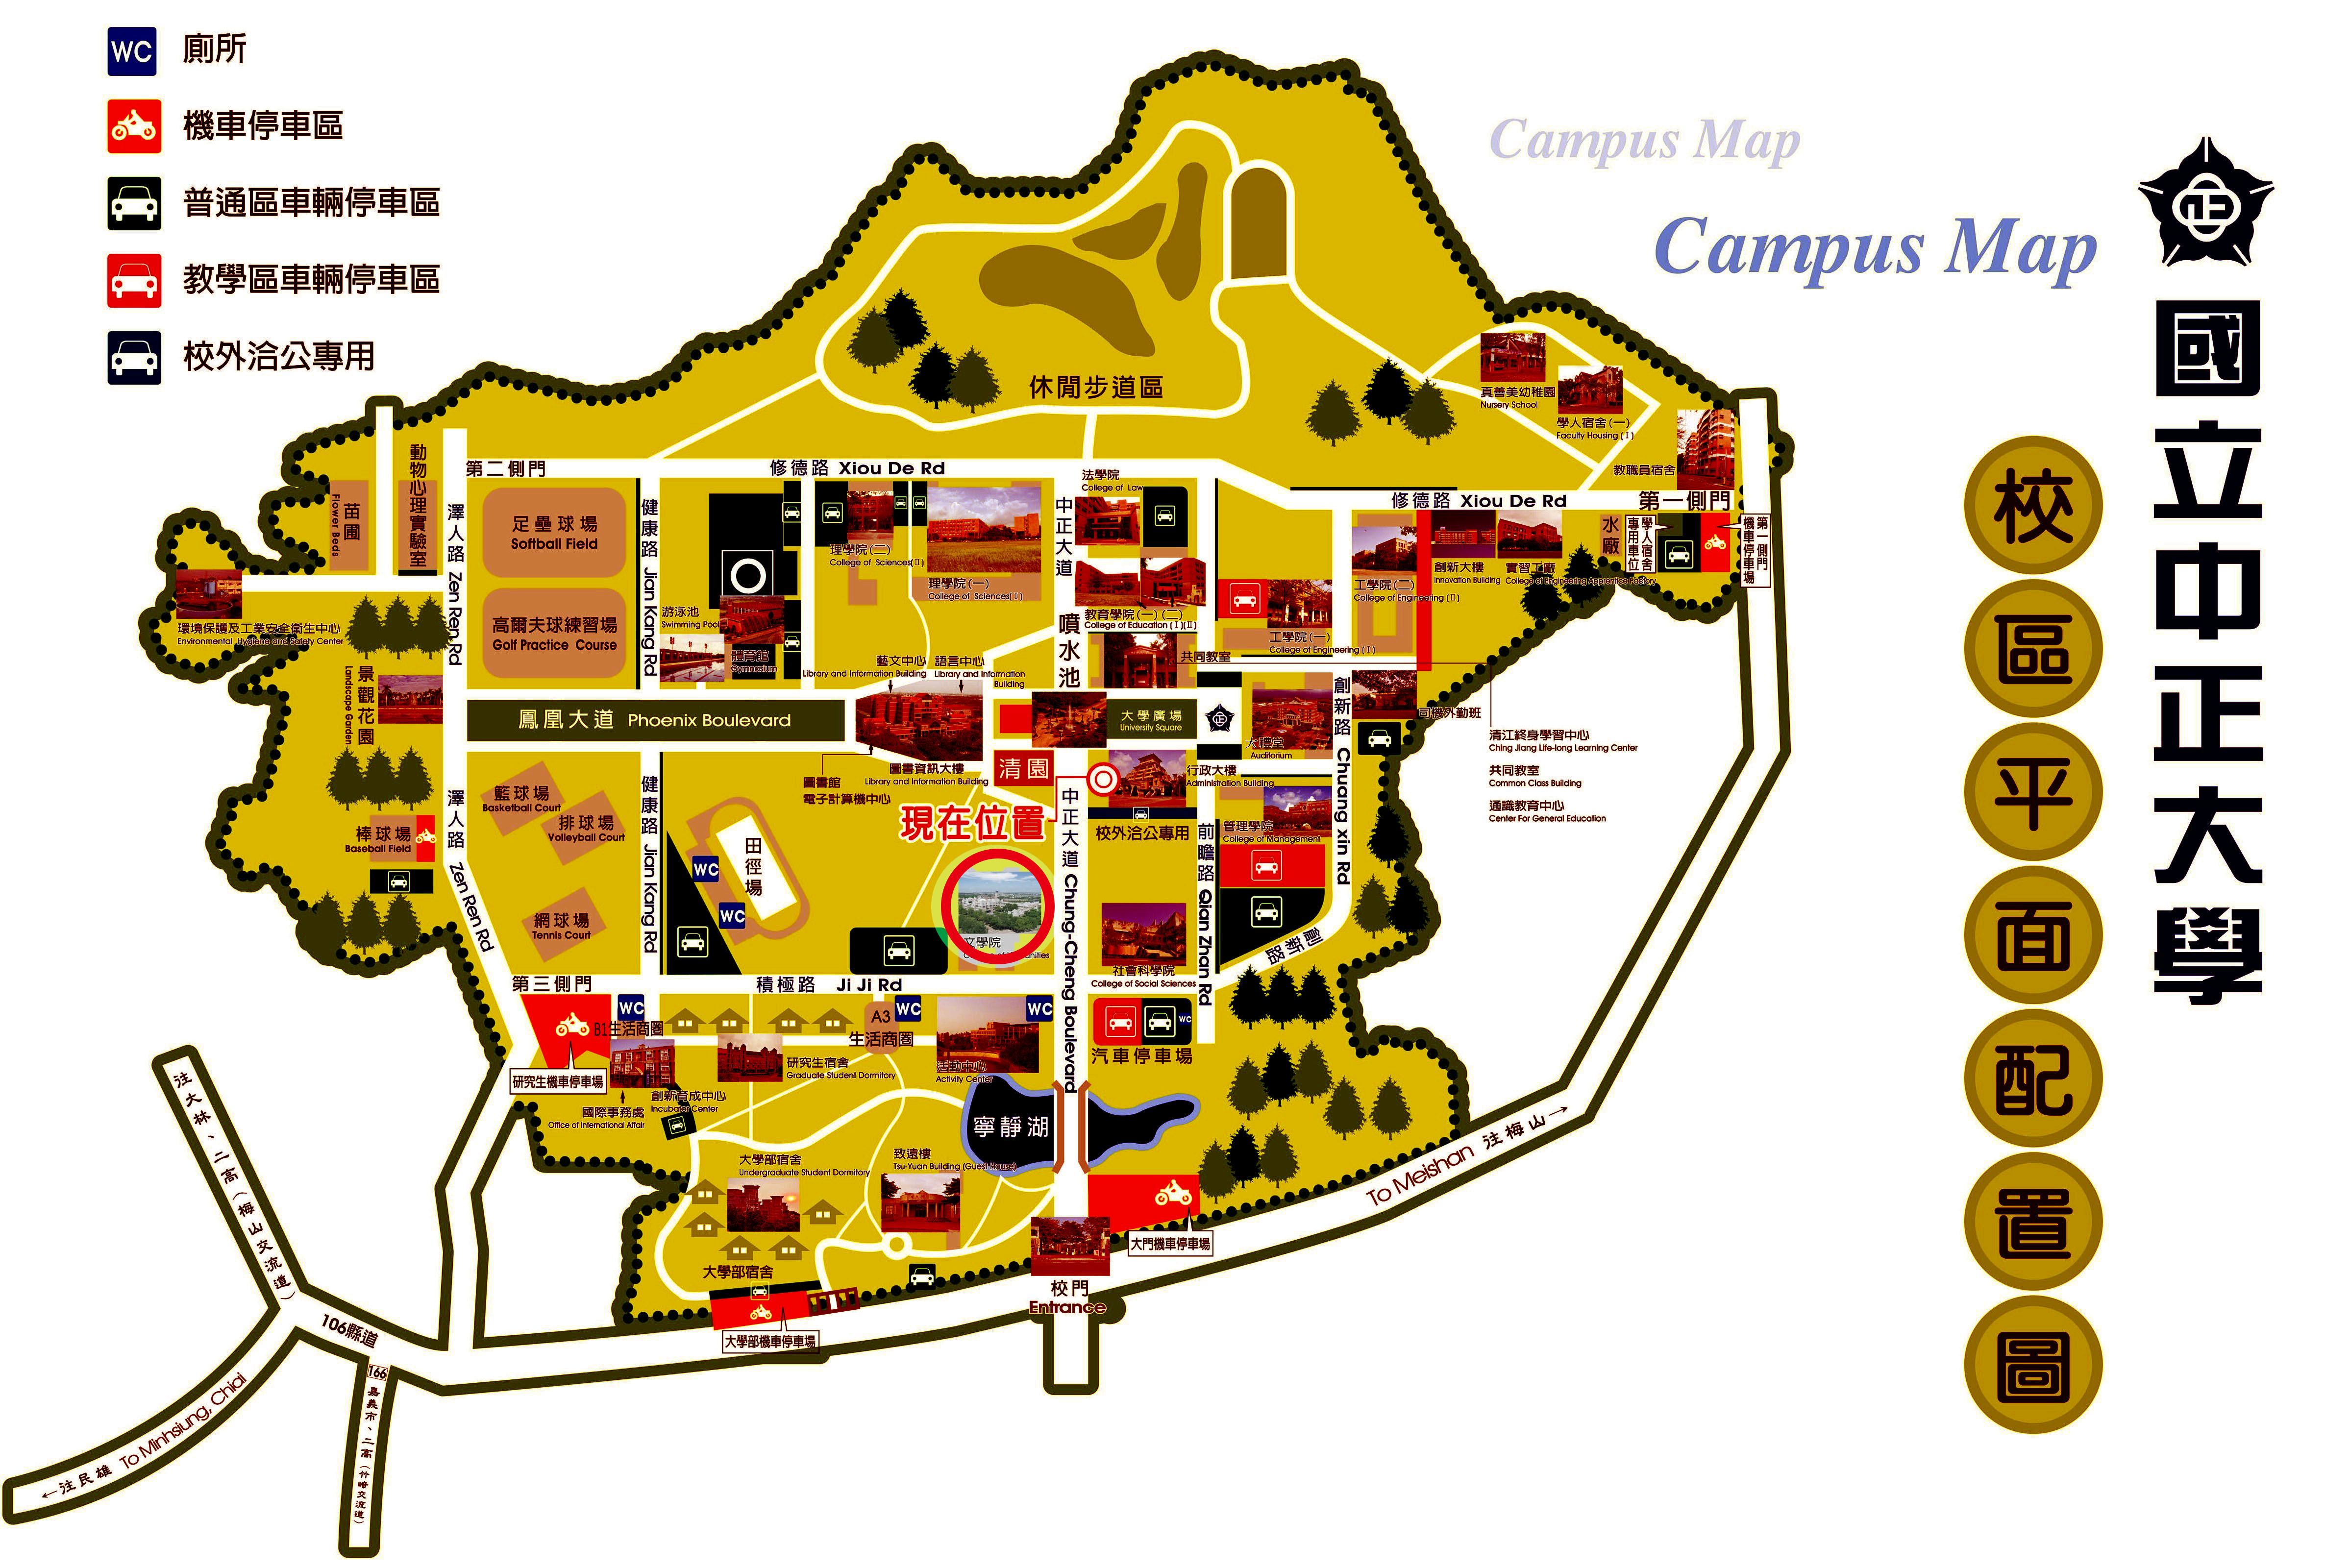 WC 廁所
機車停車區
普通區車輛停車區
教學區車輛停車區
校外洽公專用
Campus Map
Campus Map
正
國立中正大學
校區平面配置圖
休閒步道區
真善美幼稚園
Nursery School
學人宿舍(一)
Faculty Housing (I)
教職員宿舍
第二側門
修德路 Xiou De Rd
修德路 Xiou De Rd
第一側門
動物心理實驗室
苗圃
Flower Beds
澤人路 Zen Ren Rd
足壘球場
Softball Field
高爾夫球練習場
Golf Practice Course
健康路 Jian Kang Rd
游泳池
Swimming Pool
體育館
Gymnasium
理學院(二)
College of Sciences(II)
理學院(一)
College of Sciences(I)
法學院
College of Law
中正大道
噴水池
教育學院(一)(二)
College of Education (I)(II)
共同教室
工學院(一)
College of Engineering (I)
工學院(二)
College of Engineering (II)
創新大樓
Innovation Building
實習工廠
College of Engineering Apprentice Factory
水廠
學人宿舍專用車位
第一側門機車停車場
環境保護及工業安全衛生中心
Environmental Hygiene and Safety Center
景觀花園
Landscape Garden
鳳凰大道 Phoenix Boulevard
藝文中心
Library and Information Building
語言中心
Library and Information Building
圖書館
電子計算機中心
圖書資訊大樓
Library and Information Building
大學廣場
University Square
大禮堂
Auditorium
創新路 Chuang xin Rd
司機外勤班
清江終身學習中心
Ching Jiang Life-long Learning Center
共同教室
Common Class Building
通識教育中心
Center For General Education
清園
現在位置
行政大樓
Administration Building
校外洽公專用
管理學院
College of Management
前瞻路 Qian Zhan Rd
創新路
棒球場
Baseball Field
澤人路 Zen Ren Rd
籃球場
Basketball Court
排球場
Volleyball Court
網球場
Tennis Court
健康路 Jian Kang Rd
WC
WC
田徑場
文學院
中正大道 Chung-Cheng Boulevard
社會科學院
College of Social Sciences
第三側門
積極路 Ji Ji Rd
WC
B1生活商圈
A3
WC
生活商圈
WC
WC
汽車停車場
研究生機車停車場
國際事務處
Office of International Affair
創新育成中心
Incubator Center
研究生宿舍
Graduate Student Dormitory
活動中心
Activity Center
寧靜湖
大學部宿舍
Undergraduate Student Dormitory
致遠樓
Tsu-Yuan Building (Guest House)
大學部宿舍
大學部機車停車場
大門機車停車場
校門
Entrance
To Meishan 往梅山→
往大林、二高(梅山交流道)
106縣道
166
嘉義市、二高(竹崎交流道)
←往民雄 To Minhsiung, Chiai